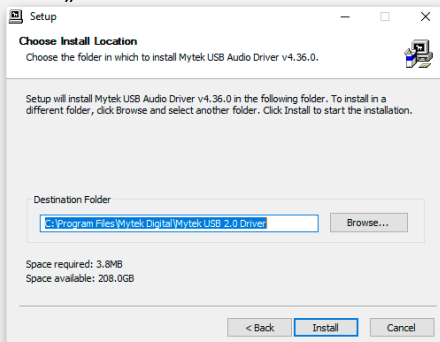 Setup
Choose Install Location
Choose the folder in which to install Mytek USB Audio Driver v4.36.0.
Setup will install Mytek USB Audio Driver v4.36.0 in the following folder. To install in a
different folder, click Browse and select another folder. Click Install to start the installation.
Destination Folder
C:\Program Files\Mytek Digital\Mytek USB 2.0 Driver
Browse...
Space required: 3.8MB
Space available: 208.0GB
< Back
Install
Cancel